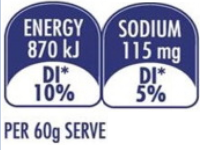 ENERGY
870 kJ
DI*
10%
SODIUM
115 mg
DI*
5%
PER 60g SERVE